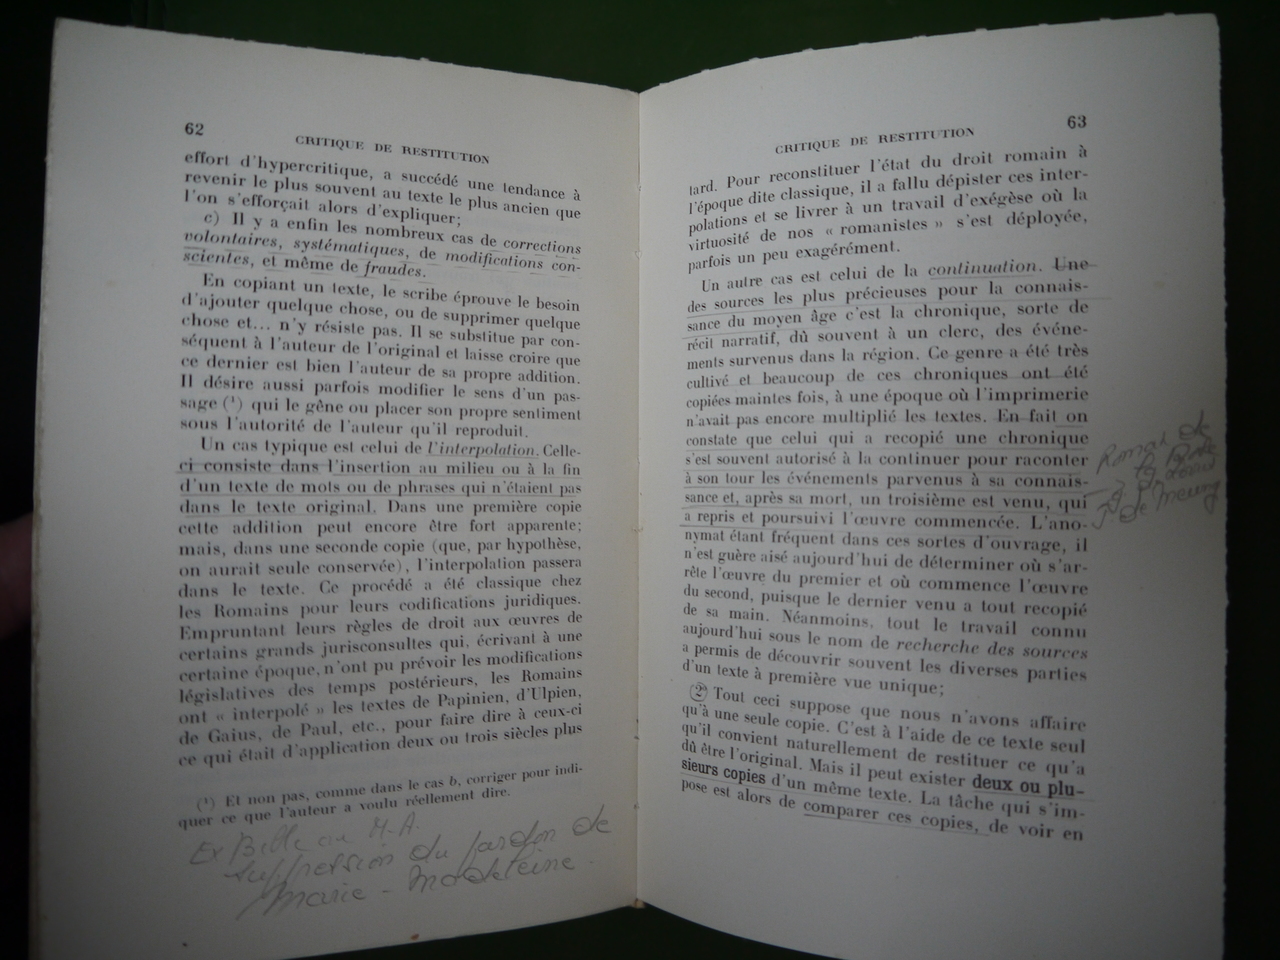 62
CRITIQUE DE RESTITUTION
effort d'hypercritique, a succédé une tendance à
revenir le plus souvent au texte le plus ancien que
l'on s'efforçait alors d'expliquer;
c) Il y a enfin les nombreux cas de corrections
volontaires, systématiques, de modifications con-
scientes, et même de fraudes.
En copiant un texte, le scribe éprouve le besoin
d'ajouter quelque chose, ou de supprimer quelque
chose et... n'y résiste pas. Il se substitue par con-
séquent à l'auteur de l'original et laisse croire que
ce dernier est bien l'auteur de sa propre addition.
Il désire aussi parfois modifier le sens d'un pas-
sage (¹) qui le gêne ou placer son propre sentiment
sous l'autorité de l'auteur qu'il reproduit.
Un cas typique est celui de l'interpolation. Celle-
ci consiste dans l'insertion au milieu ou à la fin
d'un texte de mots ou de phrases qui n'étaient pas
dans le texte original. Dans une première copie
cette addition peut encore être fort apparente;
mais, dans une seconde copie (que, par hypothèse,
on aurait seule conservée), l'interpolation passera
dans le texte. Ce procédé a été classique chez
les Romains pour leurs codifications juridiques.
Empruntant leurs règles de droit aux œuvres de
certains grands jurisconsultes qui, écrivant à une
certaine époque, n'ont pu prévoir les modifications
législatives des temps postérieurs, les Romains
ont « interpolé » les textes de Papinien, d'Ulpien,
de Gaius, de Paul, etc., pour faire dire à ceux-ci
ce qui était d'application deux ou trois siècles plus
(¹) Et non pas, comme dans le cas b, corriger pour indi-
quer ce que l'auteur a voulu réellement dire.
Ex Bible au M-A.
suppression du pardon de
Marie-Madeleine.
63
CRITIQUE DE RESTITUTION
tard. Pour reconstituer l'état du droit romain à
l'époque dite classique, il a fallu dépister ces inter-
polations et se livrer à un travail d'exégèse où la
virtuosité de nos « romanistes » s'est déployée,
parfois un peu exagérément.
Un autre cas est celui de la continuation. Une
des sources les plus précieuses pour la connais-
sance du moyen âge c'est la chronique, sorte de
récit narratif, dû souvent à un clerc, des événe-
ments survenus dans la région. Ce genre a été très
cultivé et beaucoup de ces chroniques ont été
copiées maintes fois, à une époque où l'imprimerie
n'avait pas encore multiplié les textes. En fait on
constate que celui qui a recopié une chronique
s'est souvent autorisé à la continuer pour raconter
à son tour les événements parvenus à sa connais-
sance et, après sa mort, un troisième est venu, qui
a repris et poursuivi l'œuvre commencée. L'ano-
nymat étant fréquent dans ces sortes d'ouvrage, il
n'est guère aisé aujourd'hui de déterminer où s'ar-
rête l'œuvre du premier et où commence l'œuvre
du second, puisque le dernier venu a tout recopié
de sa main. Néanmoins, tout le travail connu
aujourd'hui sous le nom de recherche des sources
a permis de découvrir souvent les diverses parties
d'un texte à première vue unique;
2° Tout ceci suppose que nous n'avons affaire
qu'à une seule copie. C'est à l'aide de ce texte seul
qu'il convient naturellement de restituer ce qu'a
dû être l'original. Mais il peut exister deux ou plu-
sieurs copies d'un même texte. La tâche qui s'im-
pose est alors de comparer ces copies, de voir en
Roman de
la Rose
J. de Meung